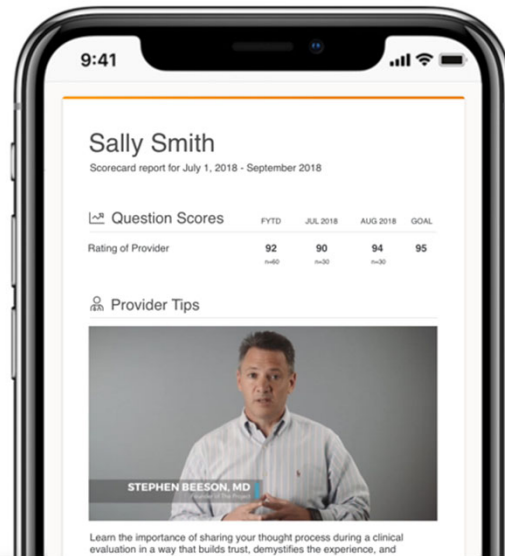 9:41
Sally Smith
Scorecard report for July 1, 2018 - September 2018
Question Scores FYTD JUL 2018 AUG 2018 GOAL
Rating of Provider 92 90 94 95
n=60 n=30 n=30
Provider Tips
STEPHEN BEESON, MD
Founder of The Project
Learn the importance of sharing your thought process during a clinical
evaluation in a way that builds trust, demystifies the experience, and